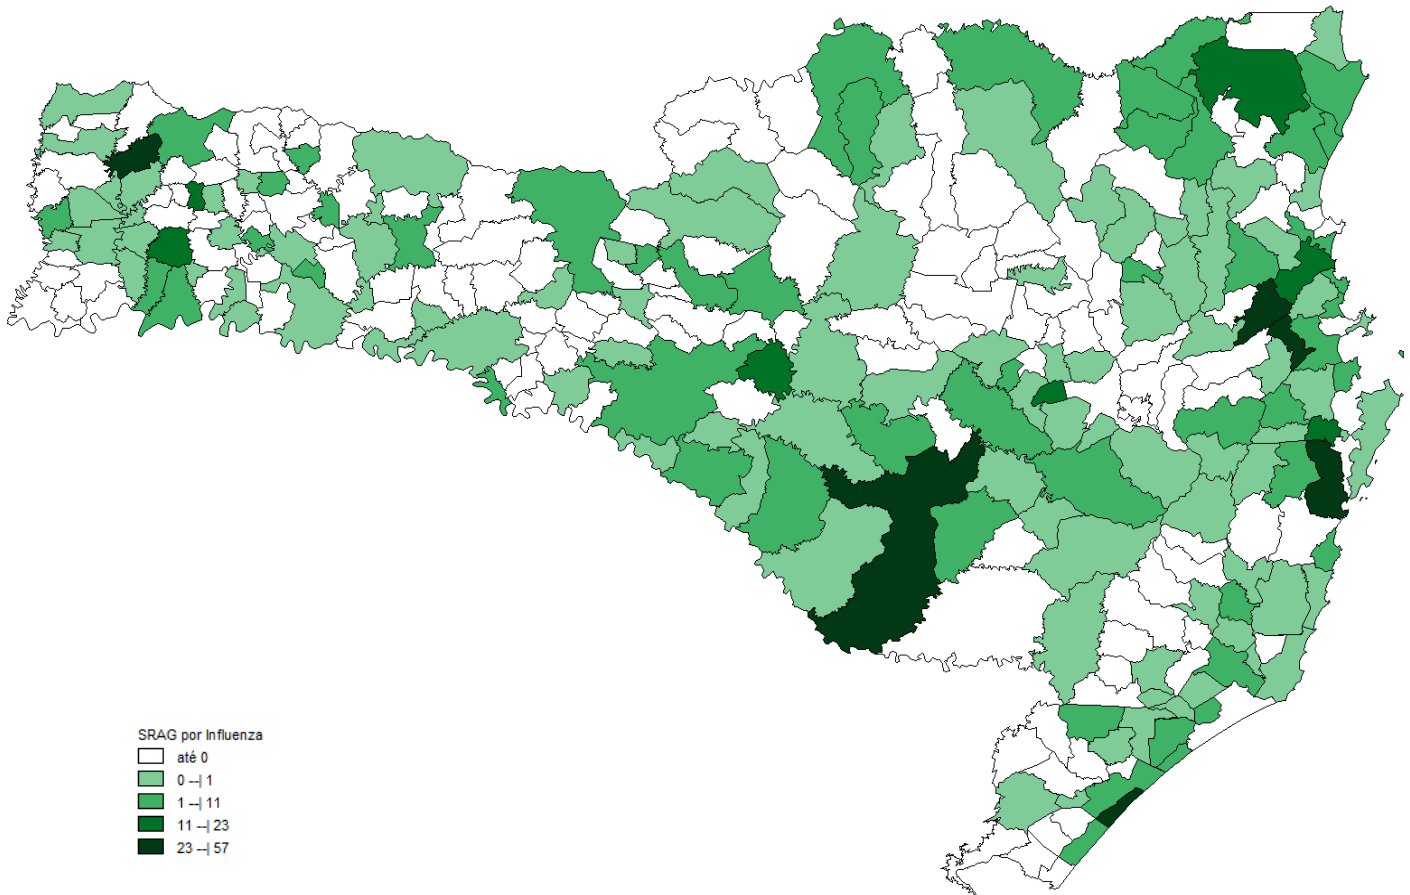 SRAG por Influenza
até 0
0 --| 1
1 --| 11
11 --| 23
23 --| 57